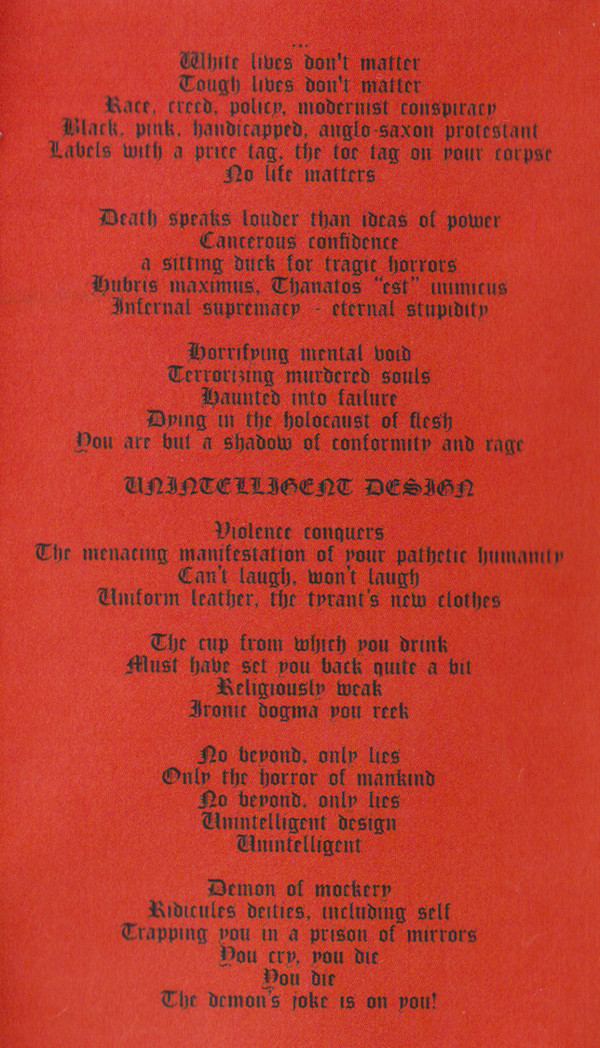 ...
White lives don't matter
Tough lives don't matter
Race, creed, policy, modernist conspiracy
Black, pink, handicapped, anglo-saxon protestant
Labels with a price tag, the toe tag on your corpse
No life matters

Death speaks louder than ideas of power
Cancerous confidence
a sitting duck for tragic horrors
Hubris maximus, Thanatos "est" inimicus
Infernal supremacy - eternal stupidity

Horrifying mental void
Terrorizing murdered souls
Haunted into failure
Dying in the holocaust of flesh
You are but a shadow of conformity and rage

UNINTELLIGENT DESIGN

Violence conquers
The menacing manifestation of your pathetic humanity
Can't laugh, won't laugh
Uniform leather, the tyrant's new clothes

The cup from which you drink
Must have set you back quite a bit
Religiously weak
Ironic dogma you reek

No beyond, only lies
Only the horror of mankind
No beyond, only lies
Unintelligent design
Unintelligent

Demon of mockery
Ridicules deities, including self
Trapping you in a prison of mirrors
You cry, you die
You die
The demon's joke is on you!